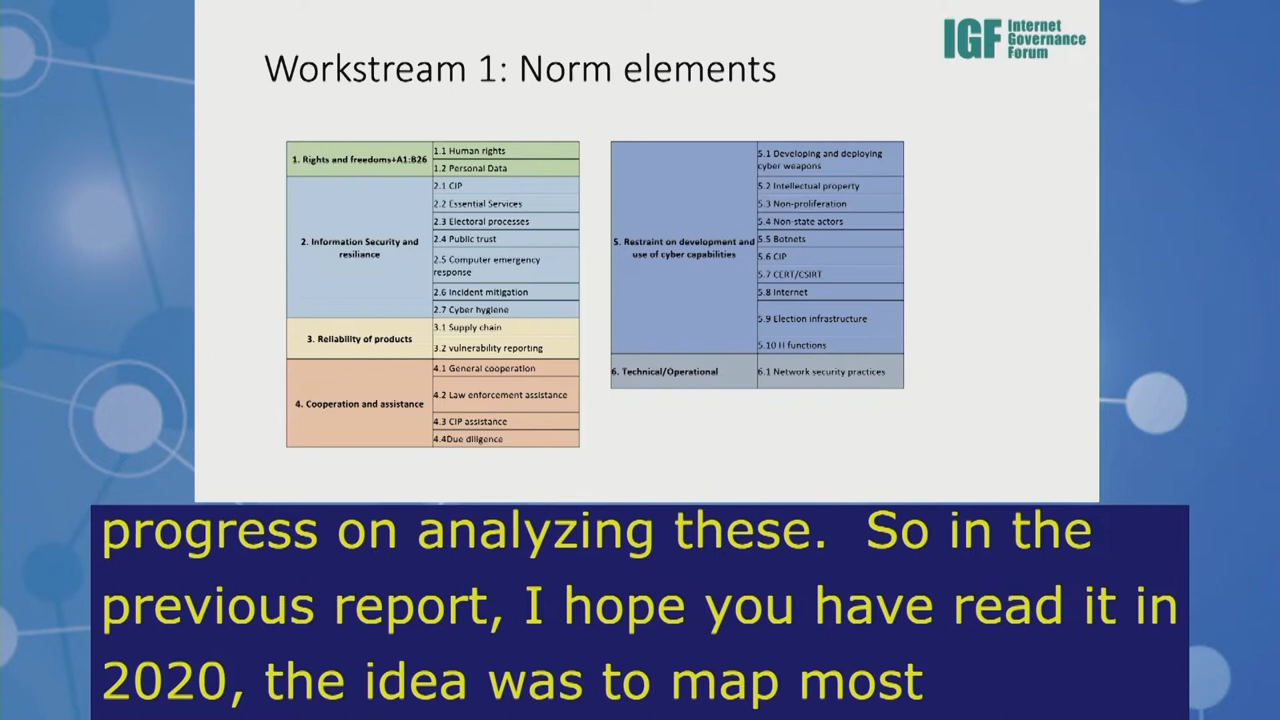 IGF Internet
Governance
Forum
Workstream 1: Norm elements
1. Rights and freedoms+A1:B26
1.1 Human rights
1.2 Personal Data
2. Information Security and
resiliance
2.1 CIP
2.2 Essential Services
2.3 Electoral processes
2.4 Public trust
2.5 Computer emergency
response
2.6 Incident mitigation
2.7 Cyber hygiene
3. Reliability of products
3.1 Supply chain
3.2 vulnerability reporting
4. Cooperation and assistance
4.1 General cooperation
4.2 Law enforcement assistance
4.3 CIP assistance
4.4Due diligence
5. Restraint on development and
use of cyber capabilities
5.1 Developing and deploying
cyber weapons
5.2 Intellectual property
5.3 Non-proliferation
5.4 Non-state actors
5.5 Botnets
5.6 CIP
5.7 CERT/CSIRT
5.8 Internet
5.9 Election infrastructure
5.10 functions
6. Technical/Operational
6.1 Network security practices
progress on analyzing these. So in the
previous report, I hope you have read it in
2020, the idea was to map most